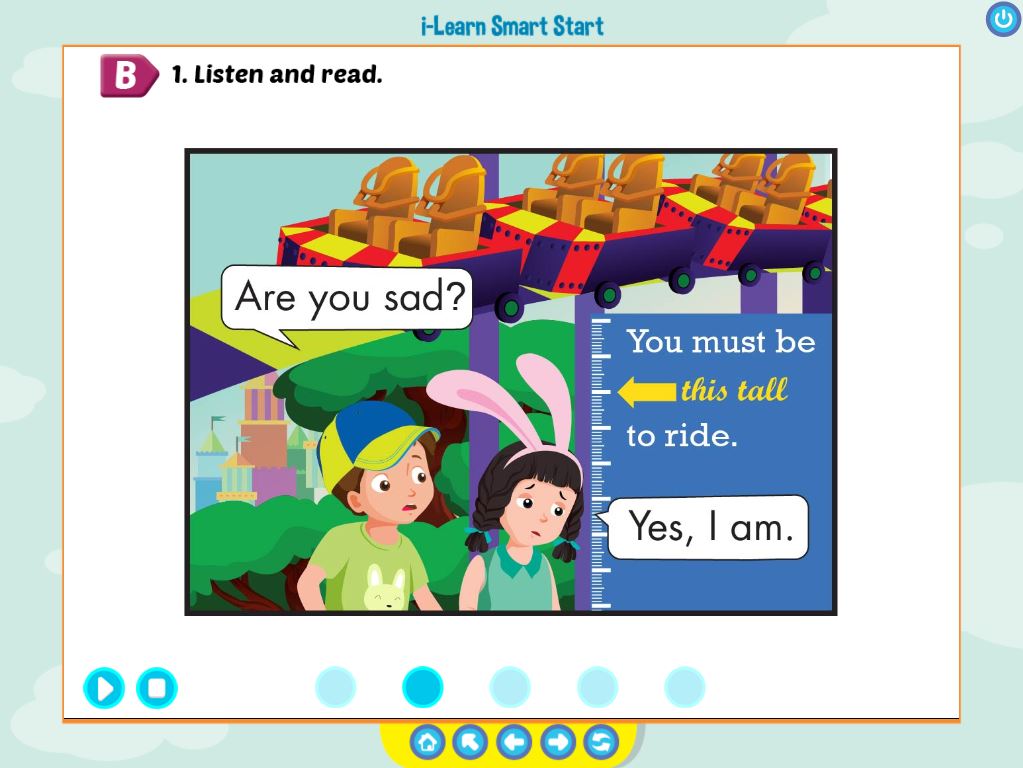 i-Learn Smart Start
B
1. Listen and read.
Are you sad?
You must be
this tall
to ride.
Yes, I am.